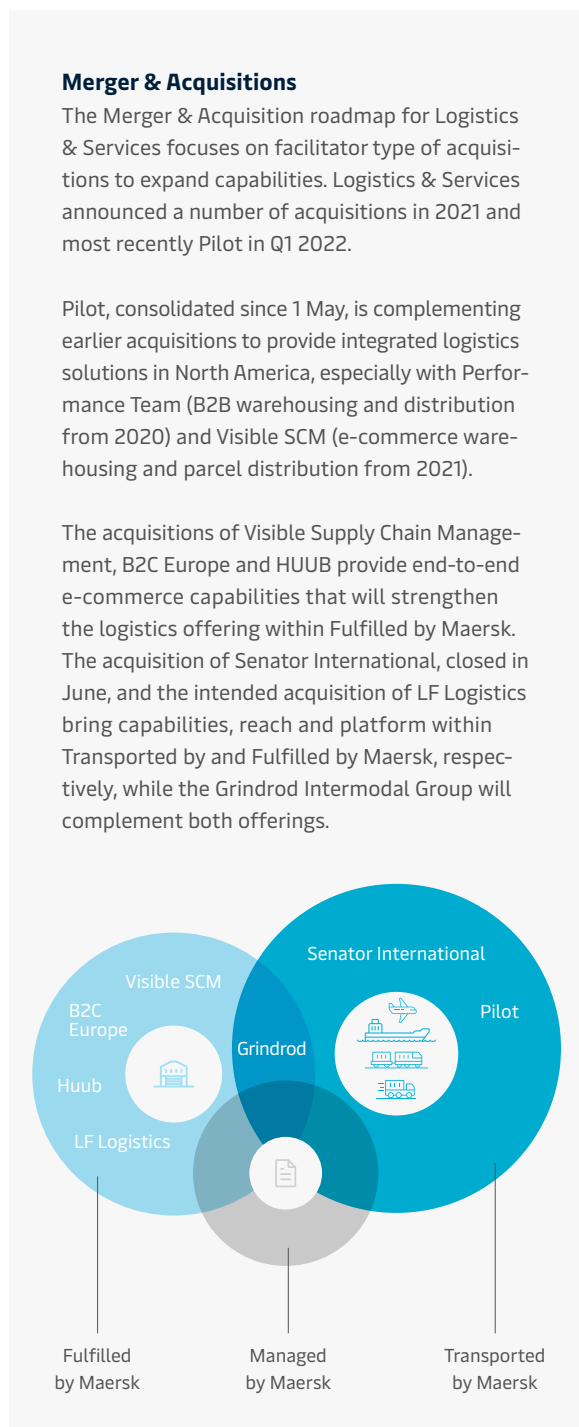 Merger & Acquisitions
The Merger & Acquisition roadmap for Logistics
& Services focuses on facilitator type of acquisi-
tions to expand capabilities. Logistics & Services
announced a number of acquisitions in 2021 and
most recently Pilot in Q1 2022.
Pilot, consolidated since 1 May, is complementing
earlier acquisitions to provide integrated logistics
solutions in North America, especially with Perfor-
mance Team (B2B warehousing and distribution
from 2020) and Visible SCM (e-commerce ware-
housing and parcel distribution from 2021).
The acquisitions of Visible Supply Chain Manage-
ment, B2C Europe and HUUB provide end-to-end
e-commerce capabilities that will strengthen
the logistics offering within Fulfilled by Maersk.
The acquisition of Senator International, closed in
June, and the intended acquisition of LF Logistics
bring capabilities, reach and platform within
Transported by and Fulfilled by Maersk, respec-
tively, while the Grindrod Intermodal Group will
complement both offerings.
Senator International
Visible SCM
B2C
Europe
Pilot
Grindrod
Huub
LF Logistics
Fulfilled
by Maersk
Managed
by Maersk
Transported
by Maersk